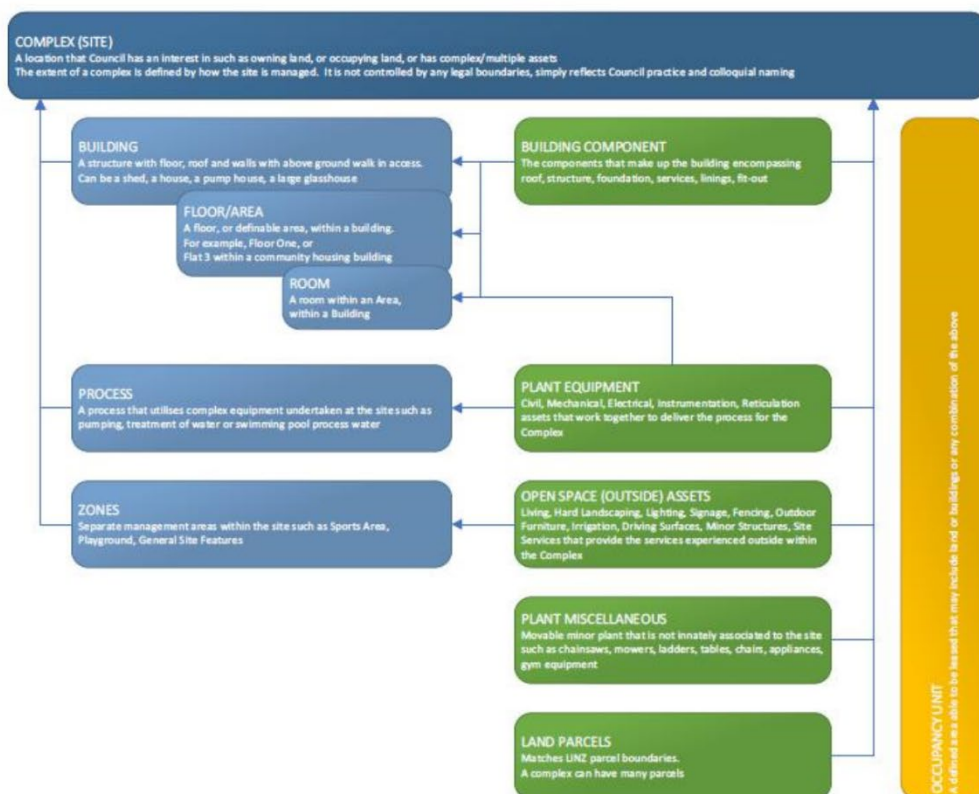 COMPLEX (SITE)
A location that Council has an interest in such as owning land, or occupying land, or has complex/multiple assets
The extent of a complex is defined by how the site is managed. It is not controlled by any legal boundaries, simply reflects Council practice and colloquial naming
BUILDING
A structure with floor, roof and walls with above ground walk in access.
Can be a shed, a house, a pump house, a large glasshouse
FLOOR/AREA
A floor, or definable area, within a building.
For example, Floor One, or
Flat 3 within a community housing building
ROOM
A room within an Area,
within a Building
PROCESS
A process that utilises complex equipment undertaken at the site such as
pumping, treatment of water or swimming pool process water
ZONES
Separate management areas within the site such as Sports Area,
Playground, General Site Features
BUILDING COMPONENT
The components that make up the building encompassing
roof, structure, foundation, services, linings, fit-out
PLANT EQUIPMENT
Civil, Mechanical, Electrical, Instrumentation, Reticulation
assets that work together to deliver the process for the
Complex
OPEN SPACE (OUTSIDE) ASSETS
Living, Hard Landscaping, Lighting, Signage, Fencing, Outdoor
Furniture, Irrigation, Driving Surfaces, Minor Structures, Site
Services that provide the services experienced outside within
the Complex
PLANT MISCELLANEOUS
Movable minor plant that is not innately associated to the site
such as chainsaws, mowers, ladders, tables, chairs, appliances,
gym equipment
LAND PARCELS
Matches LINZ parcel boundaries.
A complex can have many parcels
OCCUPANCY UNIT
A defined area able to be leased that may include land or buildings or any combination of the above